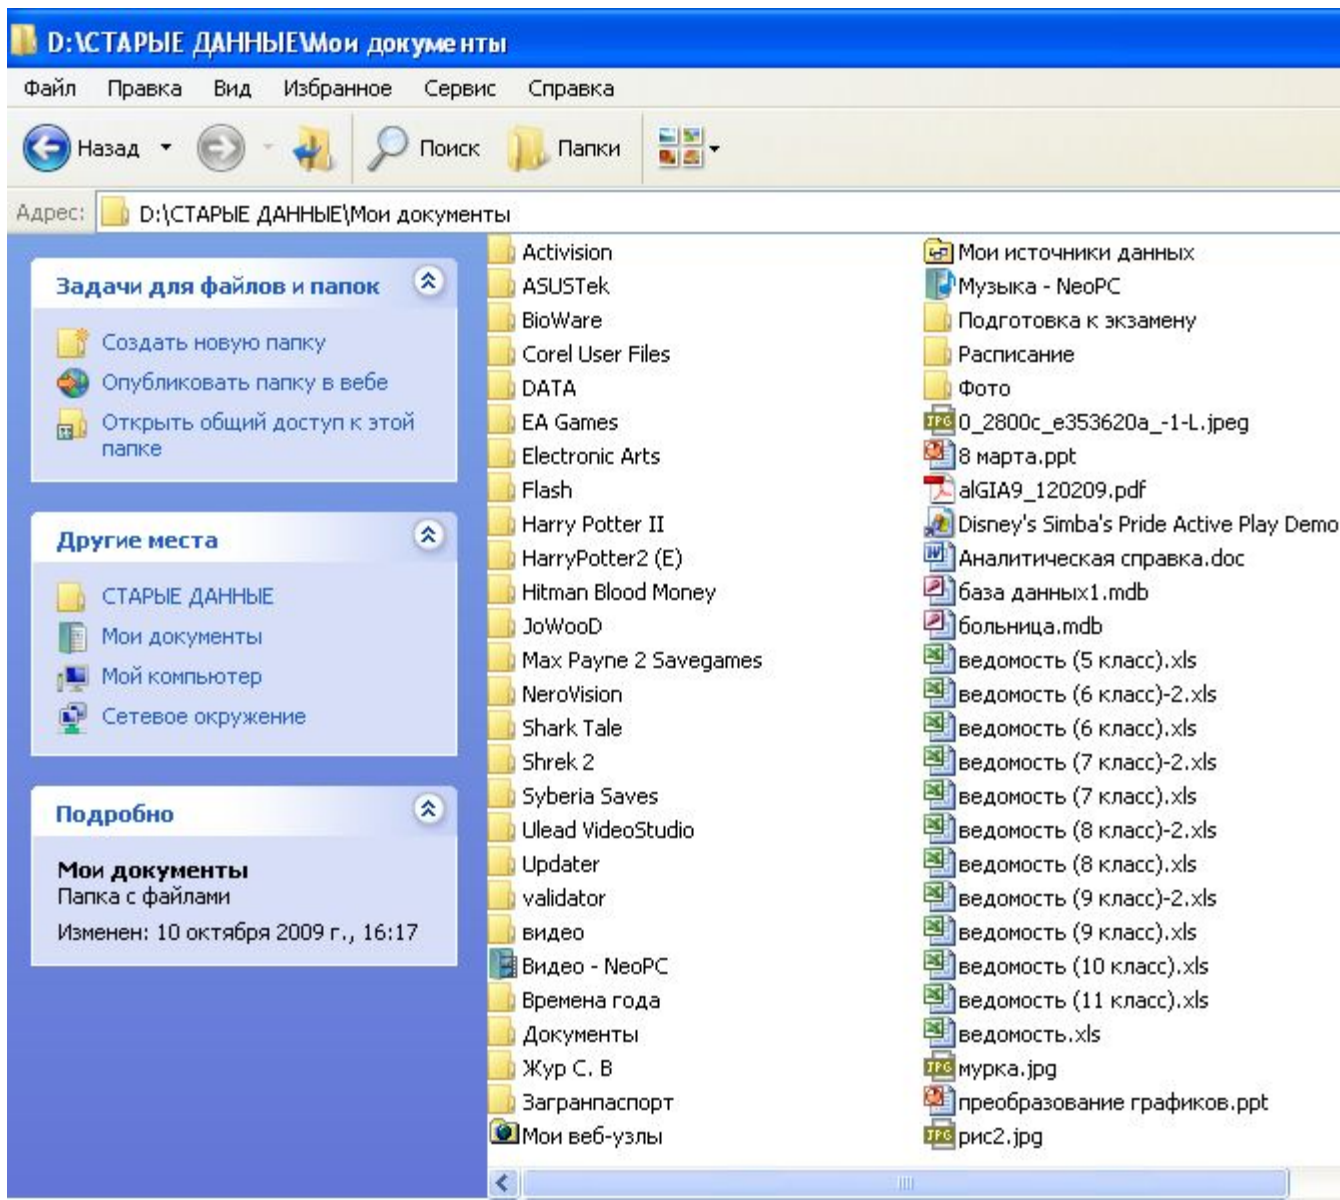 D:\СТАРЫЕ ДАННЫЕ\Мои документы
Файл Правка Вид Избранное Сервис Справка
Назад Поиск Папки
Адрес: D:\СТАРЫЕ ДАННЫЕ\Мои документы
Задачи для файлов и папок
Создать новую папку
Опубликовать папку в вебе
Открыть общий доступ к этой
папке
Другие места
СТАРЫЕ ДАННЫЕ
Мои документы
Мой компьютер
Сетевое окружение
Подробно
Мои документы
Папка с файлами
Изменен: 10 октября 2009 г., 16:17
Activision
ASUSTek
BioWare
Corel User Files
DATA
EA Games
Electronic Arts
Flash
Harry Potter II
HarryPotter2 (E)
Hitman Blood Money
JoWooD
Max Payne 2 Savegames
NeroVision
Shark Tale
Shrek 2
Syberia Saves
Ulead VideoStudio
Updater
validator
видео
Видео - NeoPC
Времена года
Документы
Жур С. В
Загранпаспорт
Мои веб-узлы
Мои источники данных
Музыка - NeoPC
Подготовка к экзамену
Расписание
Фото
0_2800c_e353620a_-1-L.jpeg
8 марта.ppt
alGIA9_120209.pdf
Disney's Simba's Pride Active Play Demo
Аналитическая справка.doc
база данных1.mdb
больница.mdb
ведомость (5 класс).xls
ведомость (6 класс)-2.xls
ведомость (6 класс).xls
ведомость (7 класс)-2.xls
ведомость (7 класс).xls
ведомость (8 класс)-2.xls
ведомость (8 класс).xls
ведомость (9 класс)-2.xls
ведомость (9 класс).xls
ведомость (10 класс).xls
ведомость (11 класс).xls
ведомость.xls
мурка.jpg
преобразование графиков.ppt
рис2.jpg